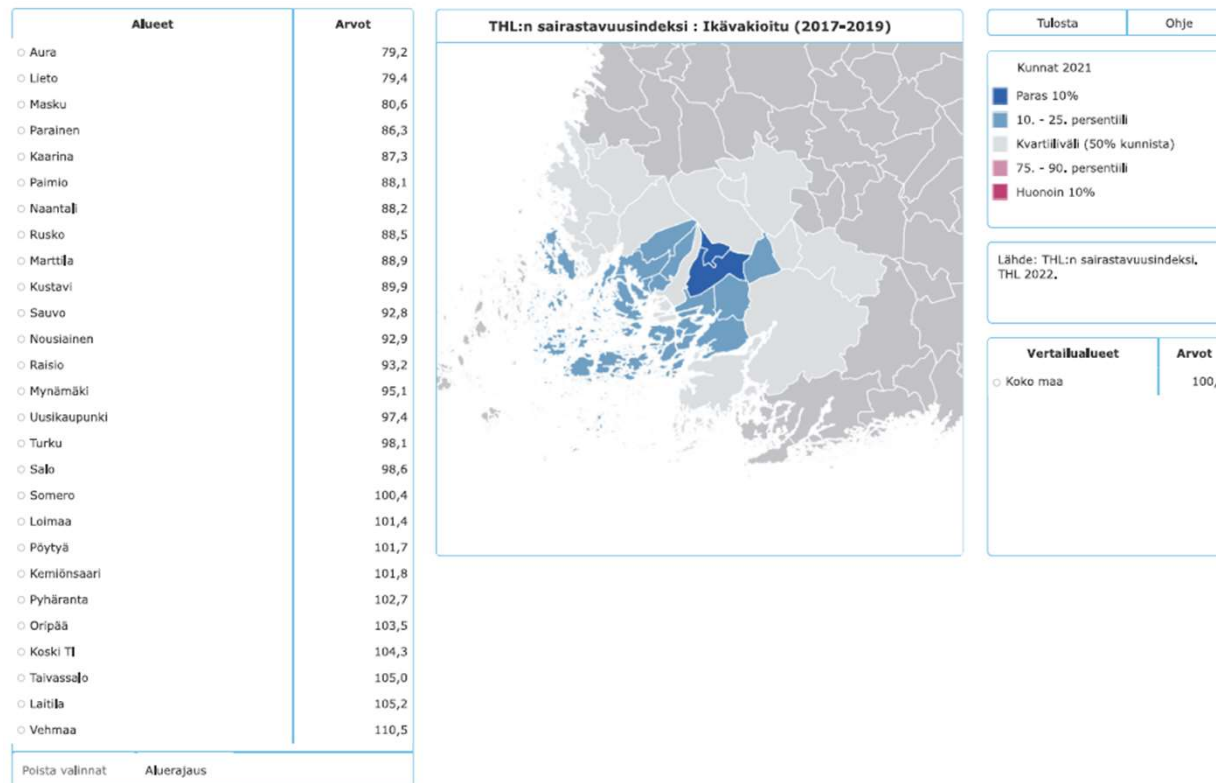 Alueet Arvot
Aura 79,2
Lieto 79,4
Masku 80,6
Parainen 86,3
Kaarina 87,3
Paimio 88,1
Naantali 88,2
Rusko 88,5
Marttila 88,9
Kustavi 89,9
Sauvo 92,8
Nousiainen 92,9
Raisio 93,2
Mynämäki 95,1
Uusikaupunki 97,4
Turku 98,1
Salo 98,6
Somero 100,4
Loimaa 101,4
Pöytyä 101,7
Kemiönsaari 101,8
Pyhäranta 102,7
Oripää 103,5
Koski Tl 104,3
Taivassalo 105,0
Laitila 105,2
Vehmaa 110,5
Poista valinnat Aluerajaus
THL:n sairastavuusindeksi : Ikävakioitu (2017-2019)
Tulosta Ohje
Kunnat 2021
Paras 10%
10. - 25. persentiili
Kvartiiliväli (50% kunnista)
75. - 90. persentiili
Huonoin 10%
Lähde: THL:n sairastavuusindeksi,
THL 2022.
Vertailualueet Arvot
Koko maa 100,